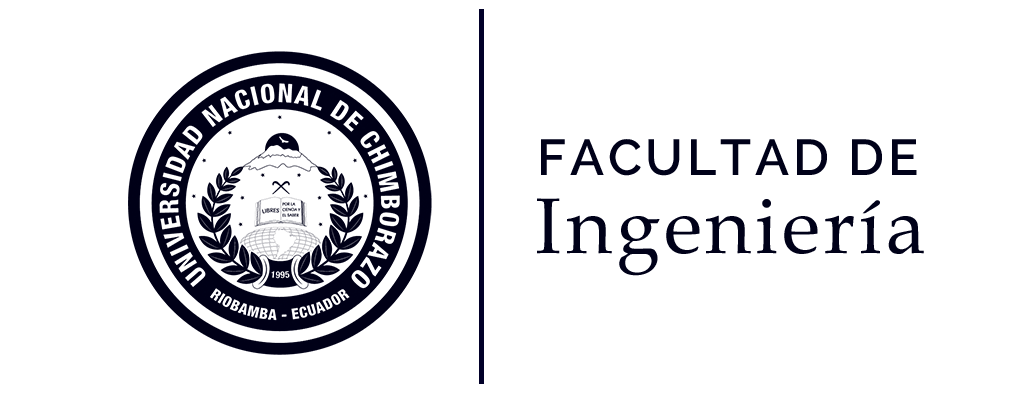 UNIVERSIDAD NACIONAL DE CHIMBORAZO
LIBRES
POR LA
CIENCIA Y
EL SABER
1995
RIOBAMBA - ECUADOR
FACULTAD DE
Ingeniería